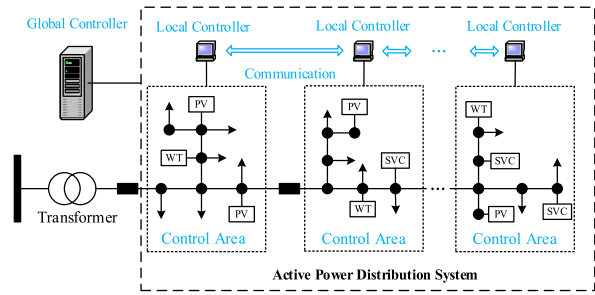 Global Controller
Local Controller
Local Controller
Local Controller
Communication
...
PV
WT
PV
Control Area
PV
SVC
WT
Control Area
...
WT
SVC
PV
SVC
Control Area
Transformer
Active Power Distribution System